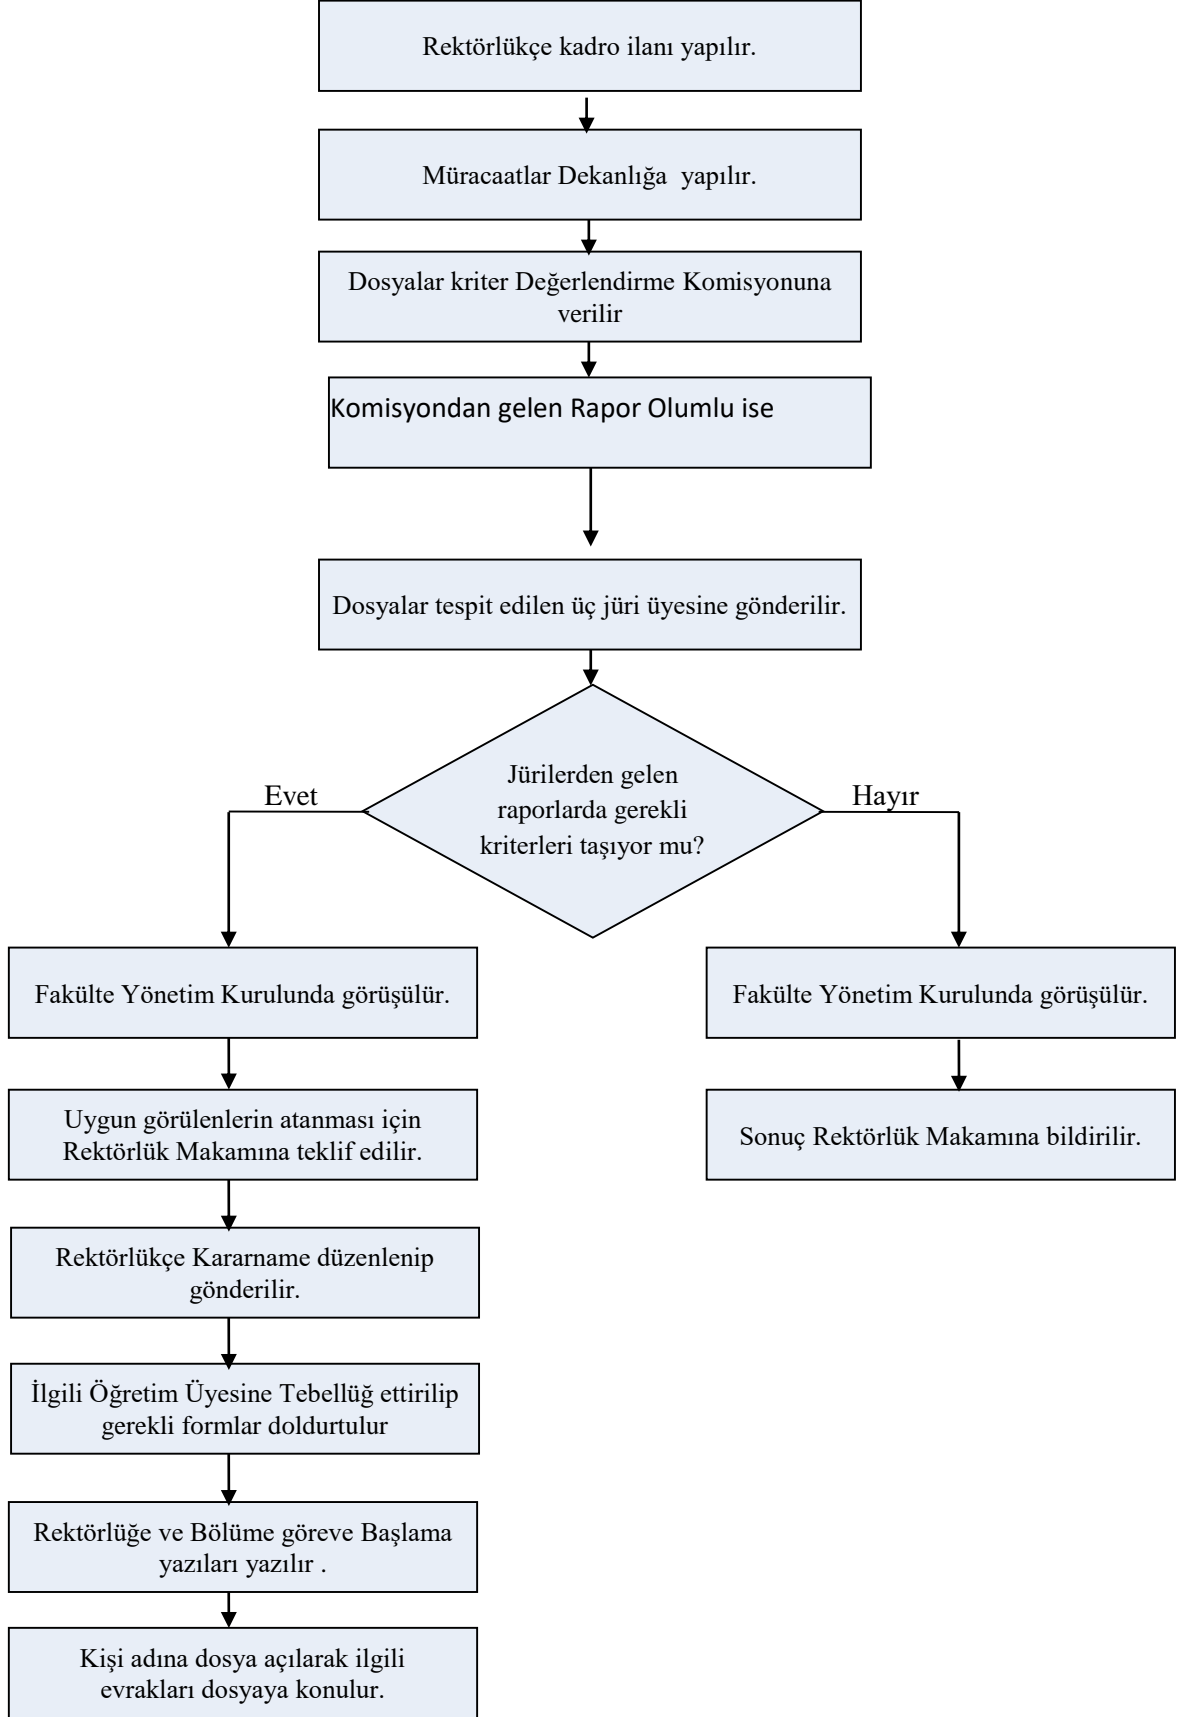 Rektörlükçe kadro ilanı yapılır.
Müracaatlar Dekanlığa  yapılır.
Dosyalar kriter Değerlendirme Komisyonuna
verilir
Komisyondan gelen Rapor Olumlu ise
Dosyalar tespit edilen üç jüri üyesine gönderilir.
Jürilerden gelen
raporlarda gerekli
kriterleri taşıyor mu?
Evet
Hayır
Fakülte Yönetim Kurulunda görüşülür.
Fakülte Yönetim Kurulunda görüşülür.
Uygun görülenlerin atanması için
Rektörlük Makamına teklif edilir.
Sonuç Rektörlük Makamına bildirilir.
Rektörlükçe Kararname düzenlenip
gönderilir.
İlgili Öğretim Üyesine Tebellüğ ettirilip
gerekli formlar doldurtulur
Rektörlüğe ve Bölüme göreve Başlama
yazıları yazılır .
Kişi adına dosya açılarak ilgili
evrakları dosyaya konulur.